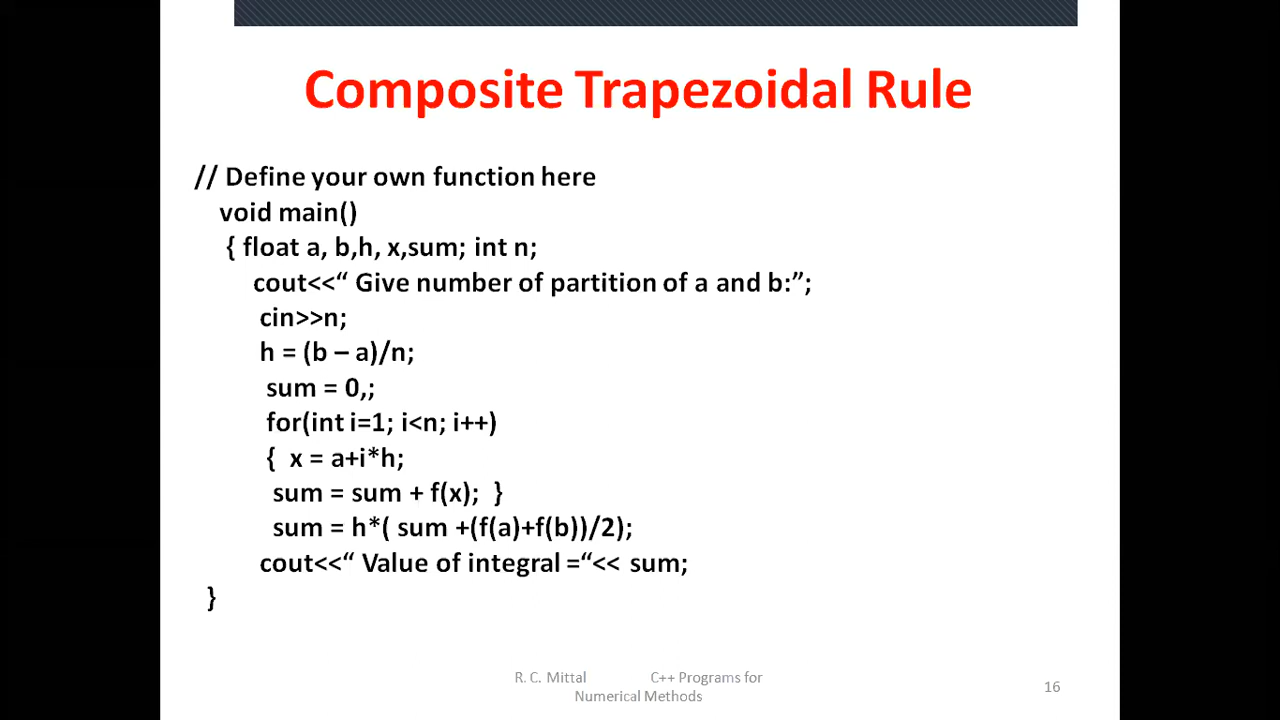 Composite Trapezoidal Rule
// Define your own function here
void main()
{ float a, b,h, x,sum; int n;
cout<<“ Give number of partition of a and b:”;
cin>>n;
h = (b – a)/n;
sum = 0,;
for(int i=1; i<n; i++)
{ x = a+i*h;
sum = sum + f(x); }
sum = h*( sum +(f(a)+f(b))/2);
cout<<“ Value of integral =“<< sum;
}
R. C. Mittal C++ Programs for
Numerical Methods
16